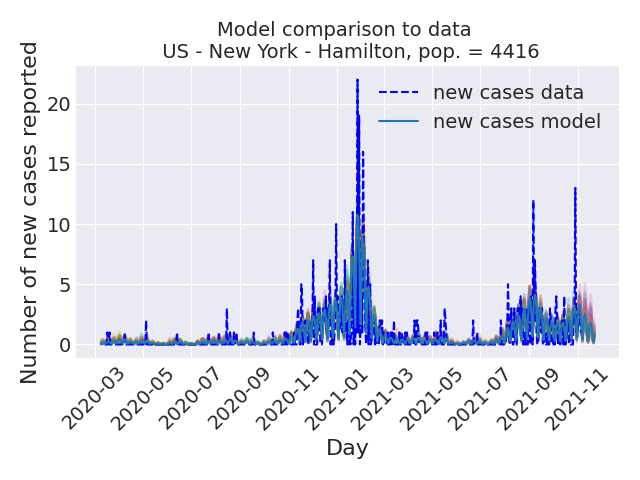 Model comparison to data
US - New York - Hamilton, pop. = 4416
Number of new cases reported
20
15
10
5
0
new cases data
new cases model
2020-03
2020-05
2020-07
2020-09
2020-11
2021-01
2021-03
2021-05
2021-07
2021-09
2021-11
Day